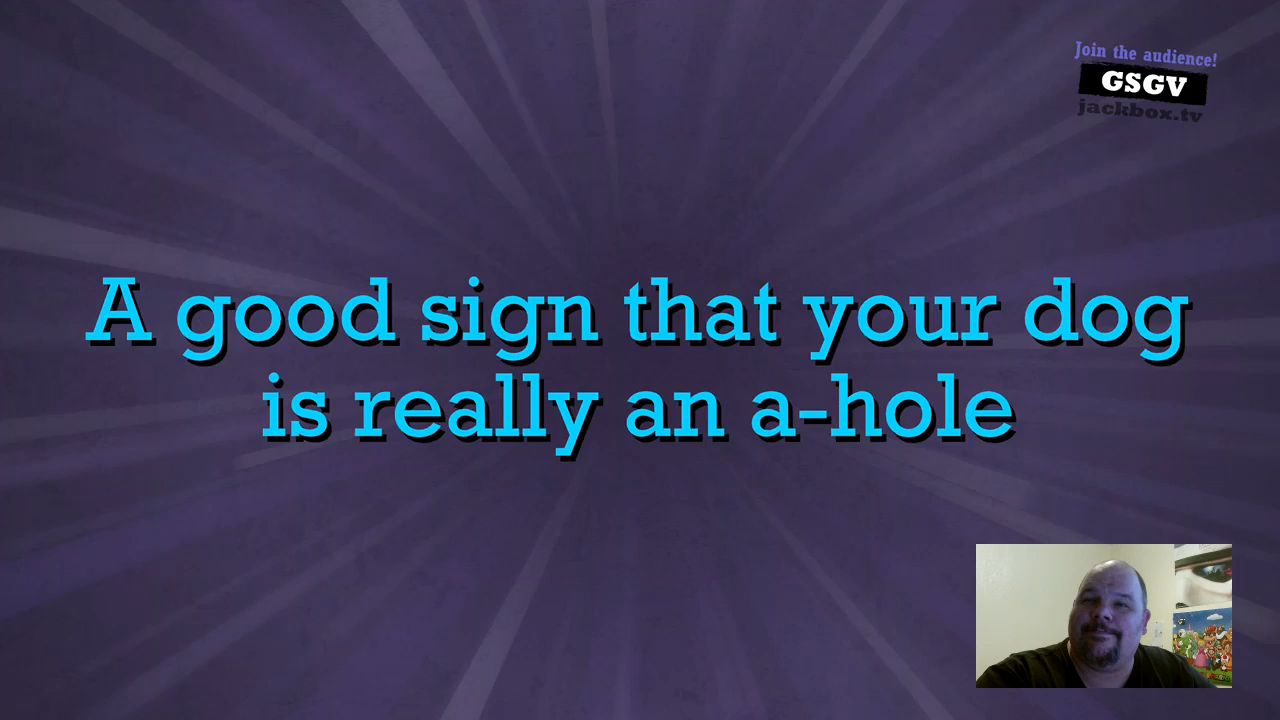 Join the audience!
GSGV
jackbox.tv
A good sign that your dog
is really an a-hole